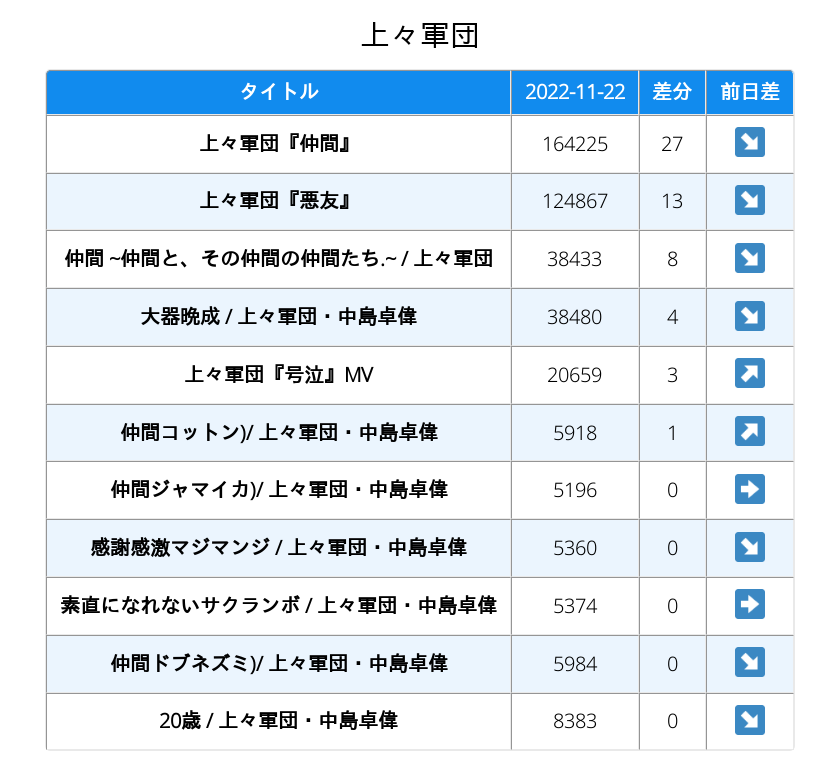 上々軍団
タイトル 2022-11-22 差分 前日差
上々軍団『仲間』 164225 27 ↘
上々軍団『悪友』 124867 13 ↘
仲間 ~仲間と、その仲間の仲間たち.~ / 上々軍団 38433 8 ↘
大器晩成 / 上々軍団・中島卓偉 38480 4 ↘
上々軍団『号泣』MV 20659 3 ↗
仲間コットン)/ 上々軍団・中島卓偉 5918 1 ↗
仲間ジャマイカ)/ 上々軍団・中島卓偉 5196 0 ➡
感謝感激マジマンジ / 上々軍団・中島卓偉 5360 0 ↘
素直になれないサクランボ / 上々軍団・中島卓偉 5374 0 ➡
仲間ドブネズミ)/ 上々軍団・中島卓偉 5984 0 ↘
20歳 / 上々軍団・中島卓偉 8383 0 ↘